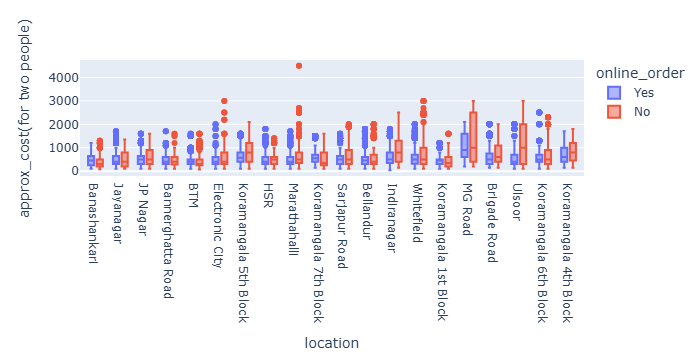 approx_cost(for two people)
4000
3000
2000
1000
0
Banashankari
Jayanagar
JP Nagar
Bannerghatta Road
BTM
Electronic City
Koramangala 5th Block
HSR
Marathahalli
Koramangala 7th Block
Sarjapur Road
Bellandur
Indiranagar
Whitefield
Koramangala 1st Block
MG Road
Brigade Road
Ulsoor
Koramangala 6th Block
Koramangala 4th Block
location
online_order
Yes
No